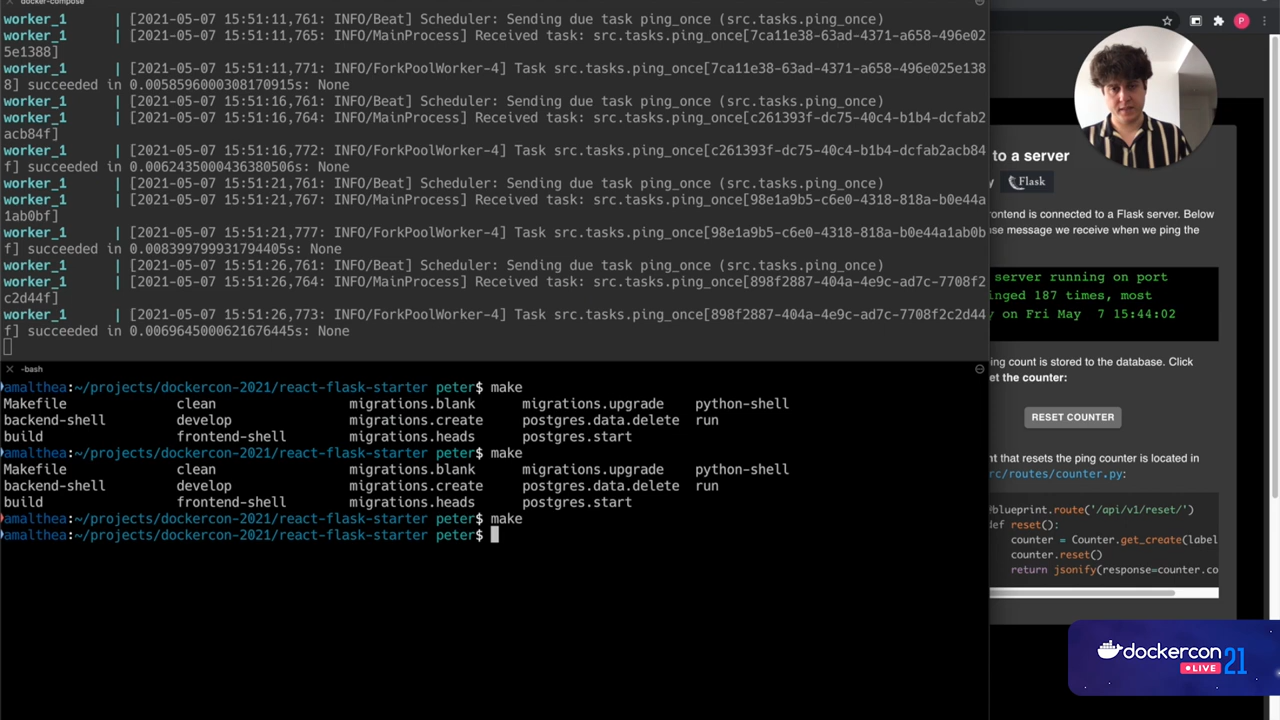 docker-compose
worker_1      | [2021-05-07 15:51:11,761: INFO/Beat] Scheduler: Sending due task ping_once (src.tasks.ping_once)
worker_1      | [2021-05-07 15:51:11,765: INFO/MainProcess] Received task: src.tasks.ping_once[7ca11e38-63ad-4371-a658-496e02
5e1388]
worker_1      | [2021-05-07 15:51:11,771: INFO/ForkPoolWorker-4] Task src.tasks.ping_once[7ca11e38-63ad-4371-a658-496e025e138
8] succeeded in 0.0058596000308170915s: None
worker_1      | [2021-05-07 15:51:16,761: INFO/Beat] Scheduler: Sending due task ping_once (src.tasks.ping_once)
worker_1      | [2021-05-07 15:51:16,764: INFO/MainProcess] Received task: src.tasks.ping_once[c261393f-dc75-40c4-b1b4-dcfab2
acb84f]
worker_1      | [2021-05-07 15:51:16,772: INFO/ForkPoolWorker-4] Task src.tasks.ping_once[c261393f-dc75-40c4-b1b4-dcfab2acb84
f] succeeded in 0.0062435000436380506s: None
worker_1      | [2021-05-07 15:51:21,761: INFO/Beat] Scheduler: Sending due task ping_once (src.tasks.ping_once)
worker_1      | [2021-05-07 15:51:21,767: INFO/MainProcess] Received task: src.tasks.ping_once[98e1a9b5-c6e0-4318-818a-b0e44a
1ab0bf]
worker_1      | [2021-05-07 15:51:21,777: INFO/ForkPoolWorker-4] Task src.tasks.ping_once[98e1a9b5-c6e0-4318-818a-b0e44a1ab0b
f] succeeded in 0.008399799931794405s: None
worker_1      | [2021-05-07 15:51:26,761: INFO/Beat] Scheduler: Sending due task ping_once (src.tasks.ping_once)
worker_1      | [2021-05-07 15:51:26,764: INFO/MainProcess] Received task: src.tasks.ping_once[898f2887-404a-4e9c-ad7c-7708f2
c2d44f]
worker_1      | [2021-05-07 15:51:26,773: INFO/ForkPoolWorker-4] Task src.tasks.ping_once[898f2887-404a-4e9c-ad7c-7708f2c2d44
f] succeeded in 0.0069645000621676445s: None
-bash
amalthea:~/projects/dockercon-2021/react-flask-starter peter$ make
Makefile clean migrations.blank migrations.upgrade python-shell
backend-shell develop migrations.create postgres.data.delete run
build frontend-shell migrations.heads postgres.start
amalthea:~/projects/dockercon-2021/react-flask-starter peter$ make
Makefile clean migrations.blank migrations.upgrade python-shell
backend-shell develop migrations.create postgres.data.delete run
build frontend-shell migrations.heads postgres.start
amalthea:~/projects/dockercon-2021/react-flask-starter peter$ make
amalthea:~/projects/dockercon-2021/react-flask-starter peter$
P
to a server
y Flask
ontend is connected to a Flask server. Below
se message we receive when we ping the
server running on port
inged 187 times, most
y on Fri May  7 15:44:02
ing count is stored to the database. Click
et the counter:
RESET COUNTER
nt that resets the ping counter is located in
rc/routes/counter.py:
blueprint.route('/api/v1/reset/')
def reset():
counter = Counter.get_create(label
counter.reset()
return jsonify(response=counter.co
dockercon
LIVE 21